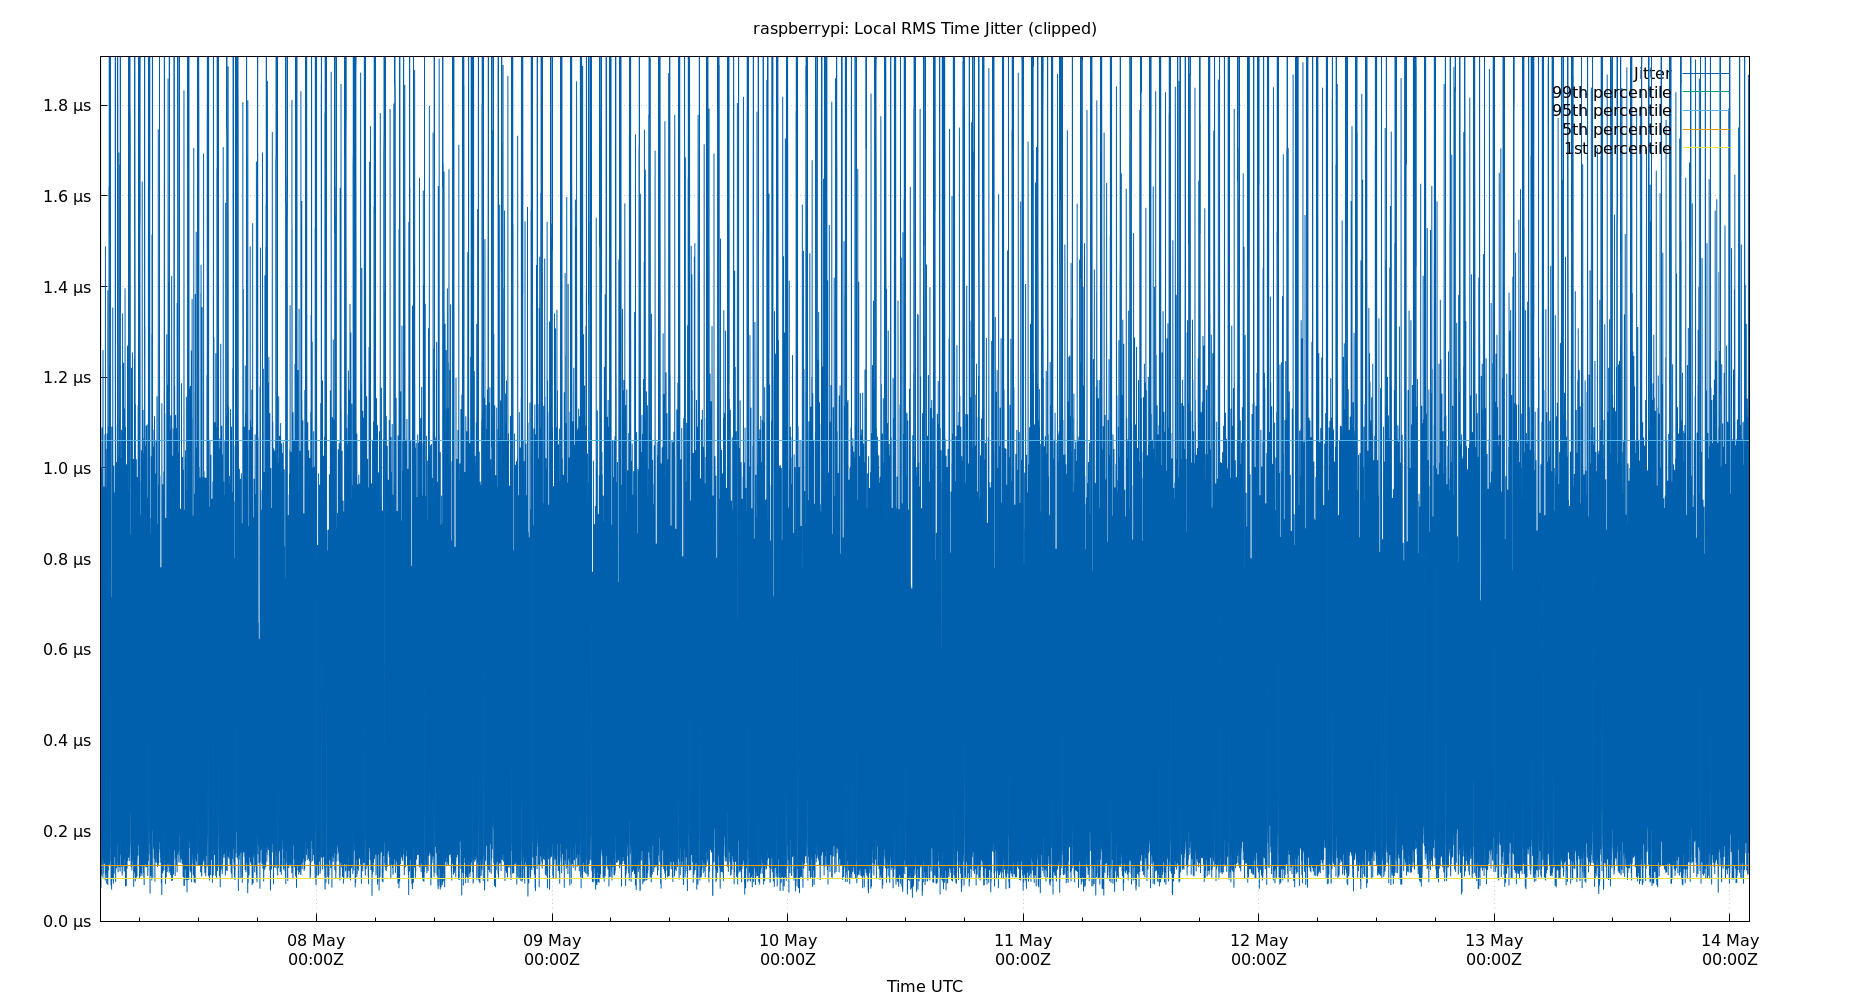 raspberrypi: Local RMS Time Jitter (clipped)
Jitter
99th percentile
95th percentile
5th percentile
1st percentile
1.8 µs
1.6 µs
1.4 µs
1.2 µs
1.0 µs
0.8 µs
0.6 µs
0.4 µs
0.2 µs
0.0 µs
08 May 09 May 10 May 11 May 12 May 13 May 14 May
00:00Z 00:00Z 00:00Z 00:00Z 00:00Z 00:00Z 00:00Z
Time UTC